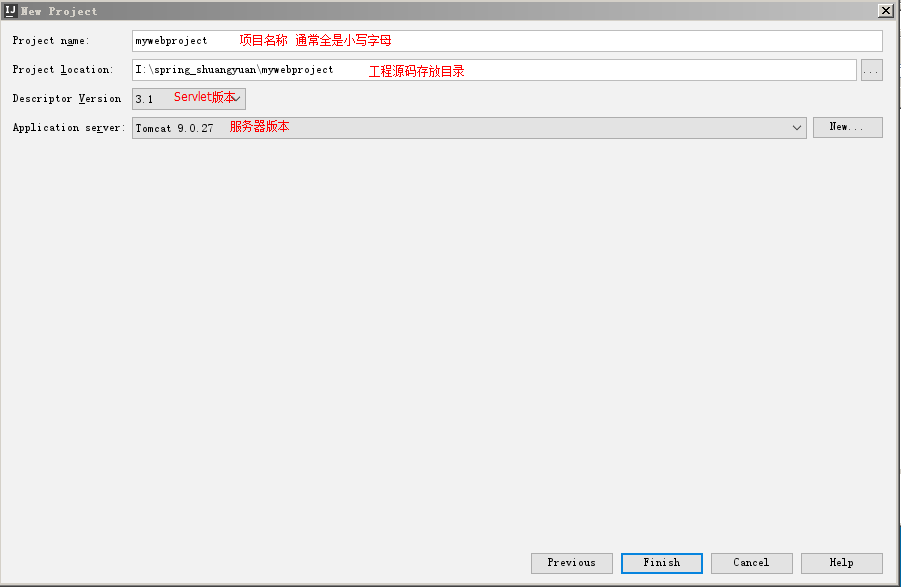 IJ New Project
Project name: mywebproject 项目名称 通常全是小写字母
Project location: I:\spring_shuangyuan\mywebproject 工程源码存放目录 ...
Descriptor Version 3.1 Servlet版本
Application server: Tomcat 9.0.27 服务器版本 New...
Previous Finish Cancel Help